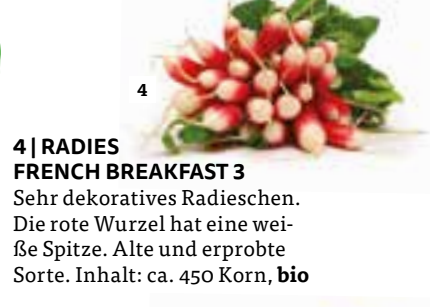 4
4 | RADIES
FRENCH BREAKFAST 3
Sehr dekoratives Radieschen.
Die rote Wurzel hat eine wei-
ße Spitze. Alte und erprobte
Sorte. Inhalt: ca. 450 Korn, bio